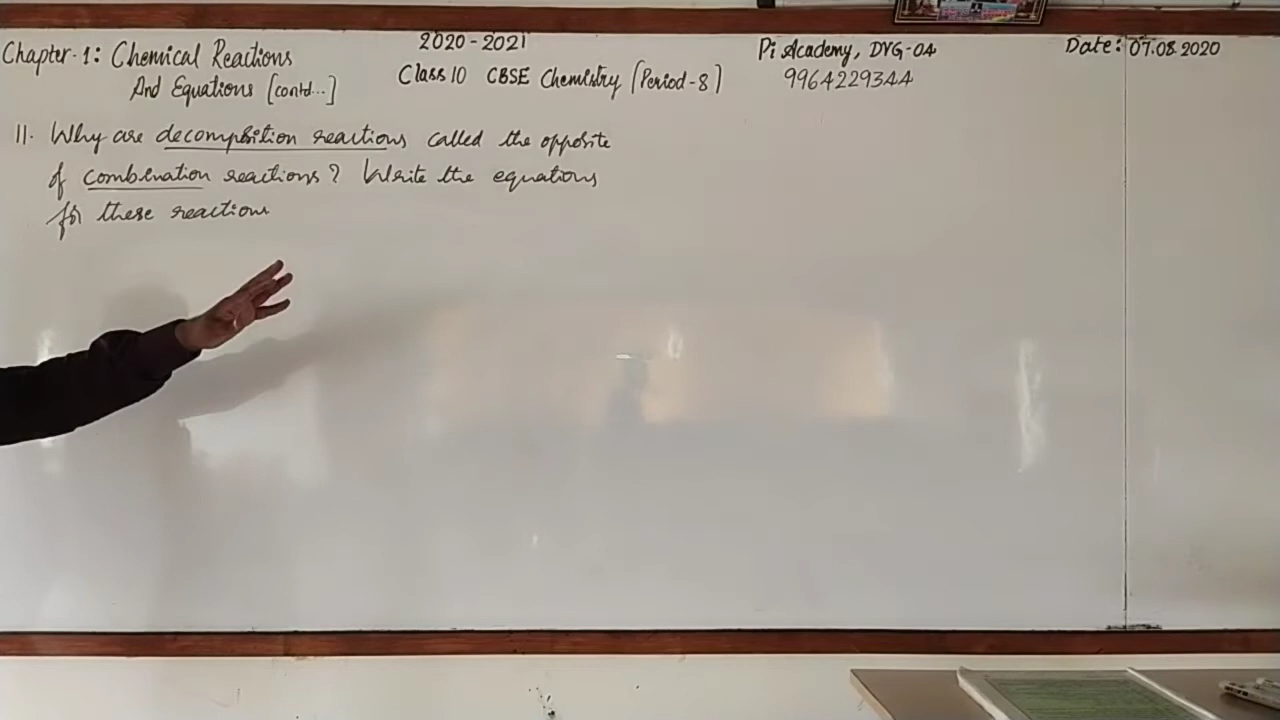 Chapter-1: Chemical Reactions
And Equations [contd...]
2020-2021
Class 10 CBSE Chemistry [Period-8]
Pi Academy, DVG-04
9964229344
Date: 07.08.2020
11. Why are decomposition reactions called the opposite
of combination reactions? Write the equations
for these reactions